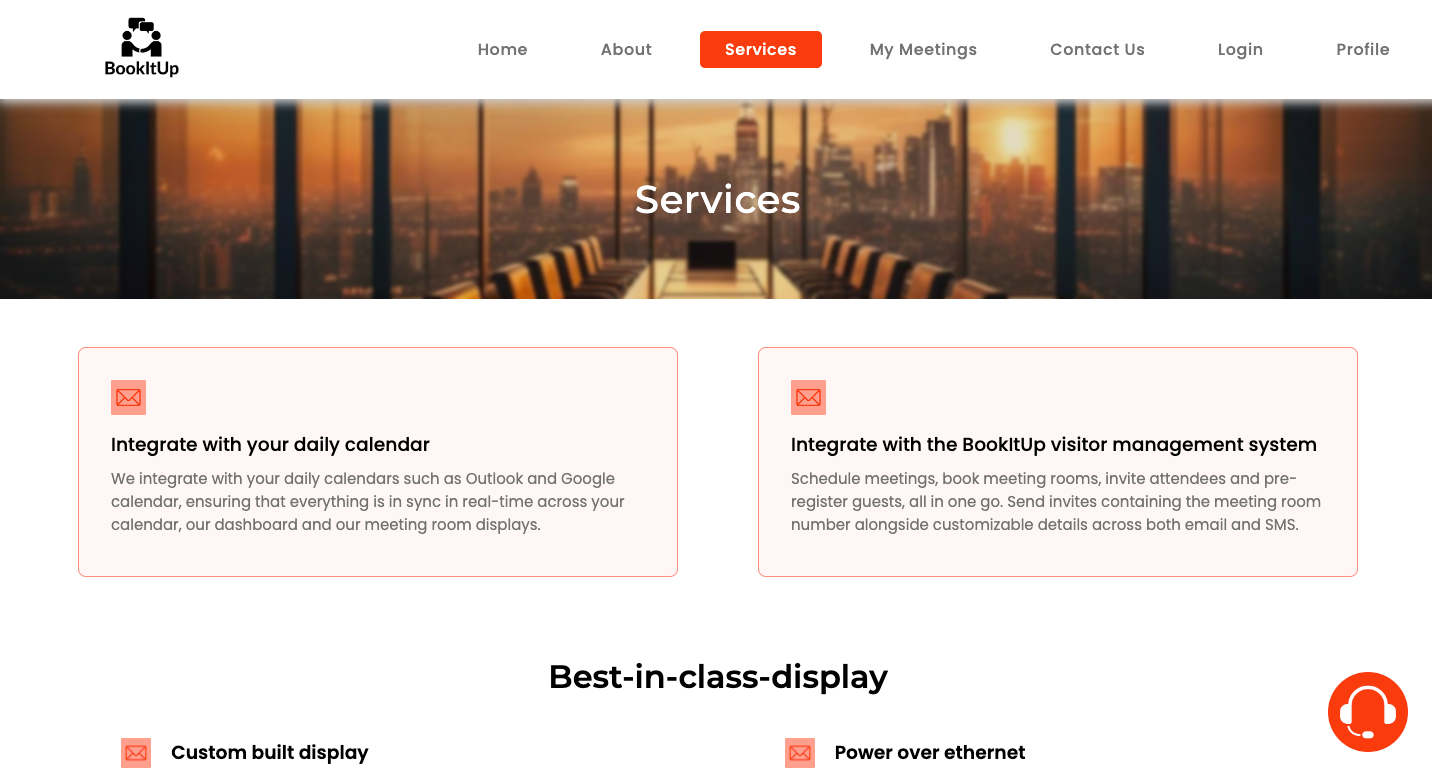 BookItUp
Home About Services My Meetings Contact Us Login Profile
Services
Integrate with your daily calendar
We integrate with your daily calendars such as Outlook and Google
calendar, ensuring that everything is in sync in real-time across your
calendar, our dashboard and our meeting room displays.
Integrate with the BookItUp visitor management system
Schedule meetings, book meeting rooms, invite attendees and pre-
register guests, all in one go. Send invites containing the meeting room
number alongside customizable details across both email and SMS.
Best-in-class-display
Custom built display
Power over ethernet